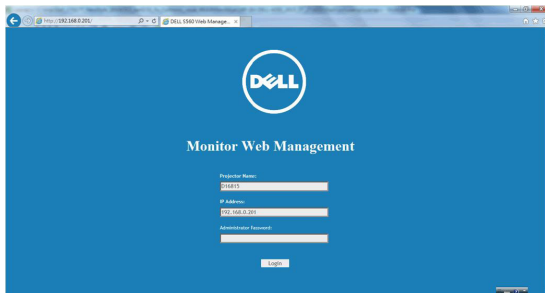 http://192.168.0.201/
DELL S560 Web Manage...
DELL
Monitor Web Management
Projector Name:
D16815
IP Address:
192.168.0.201
Administrator Password:
Login